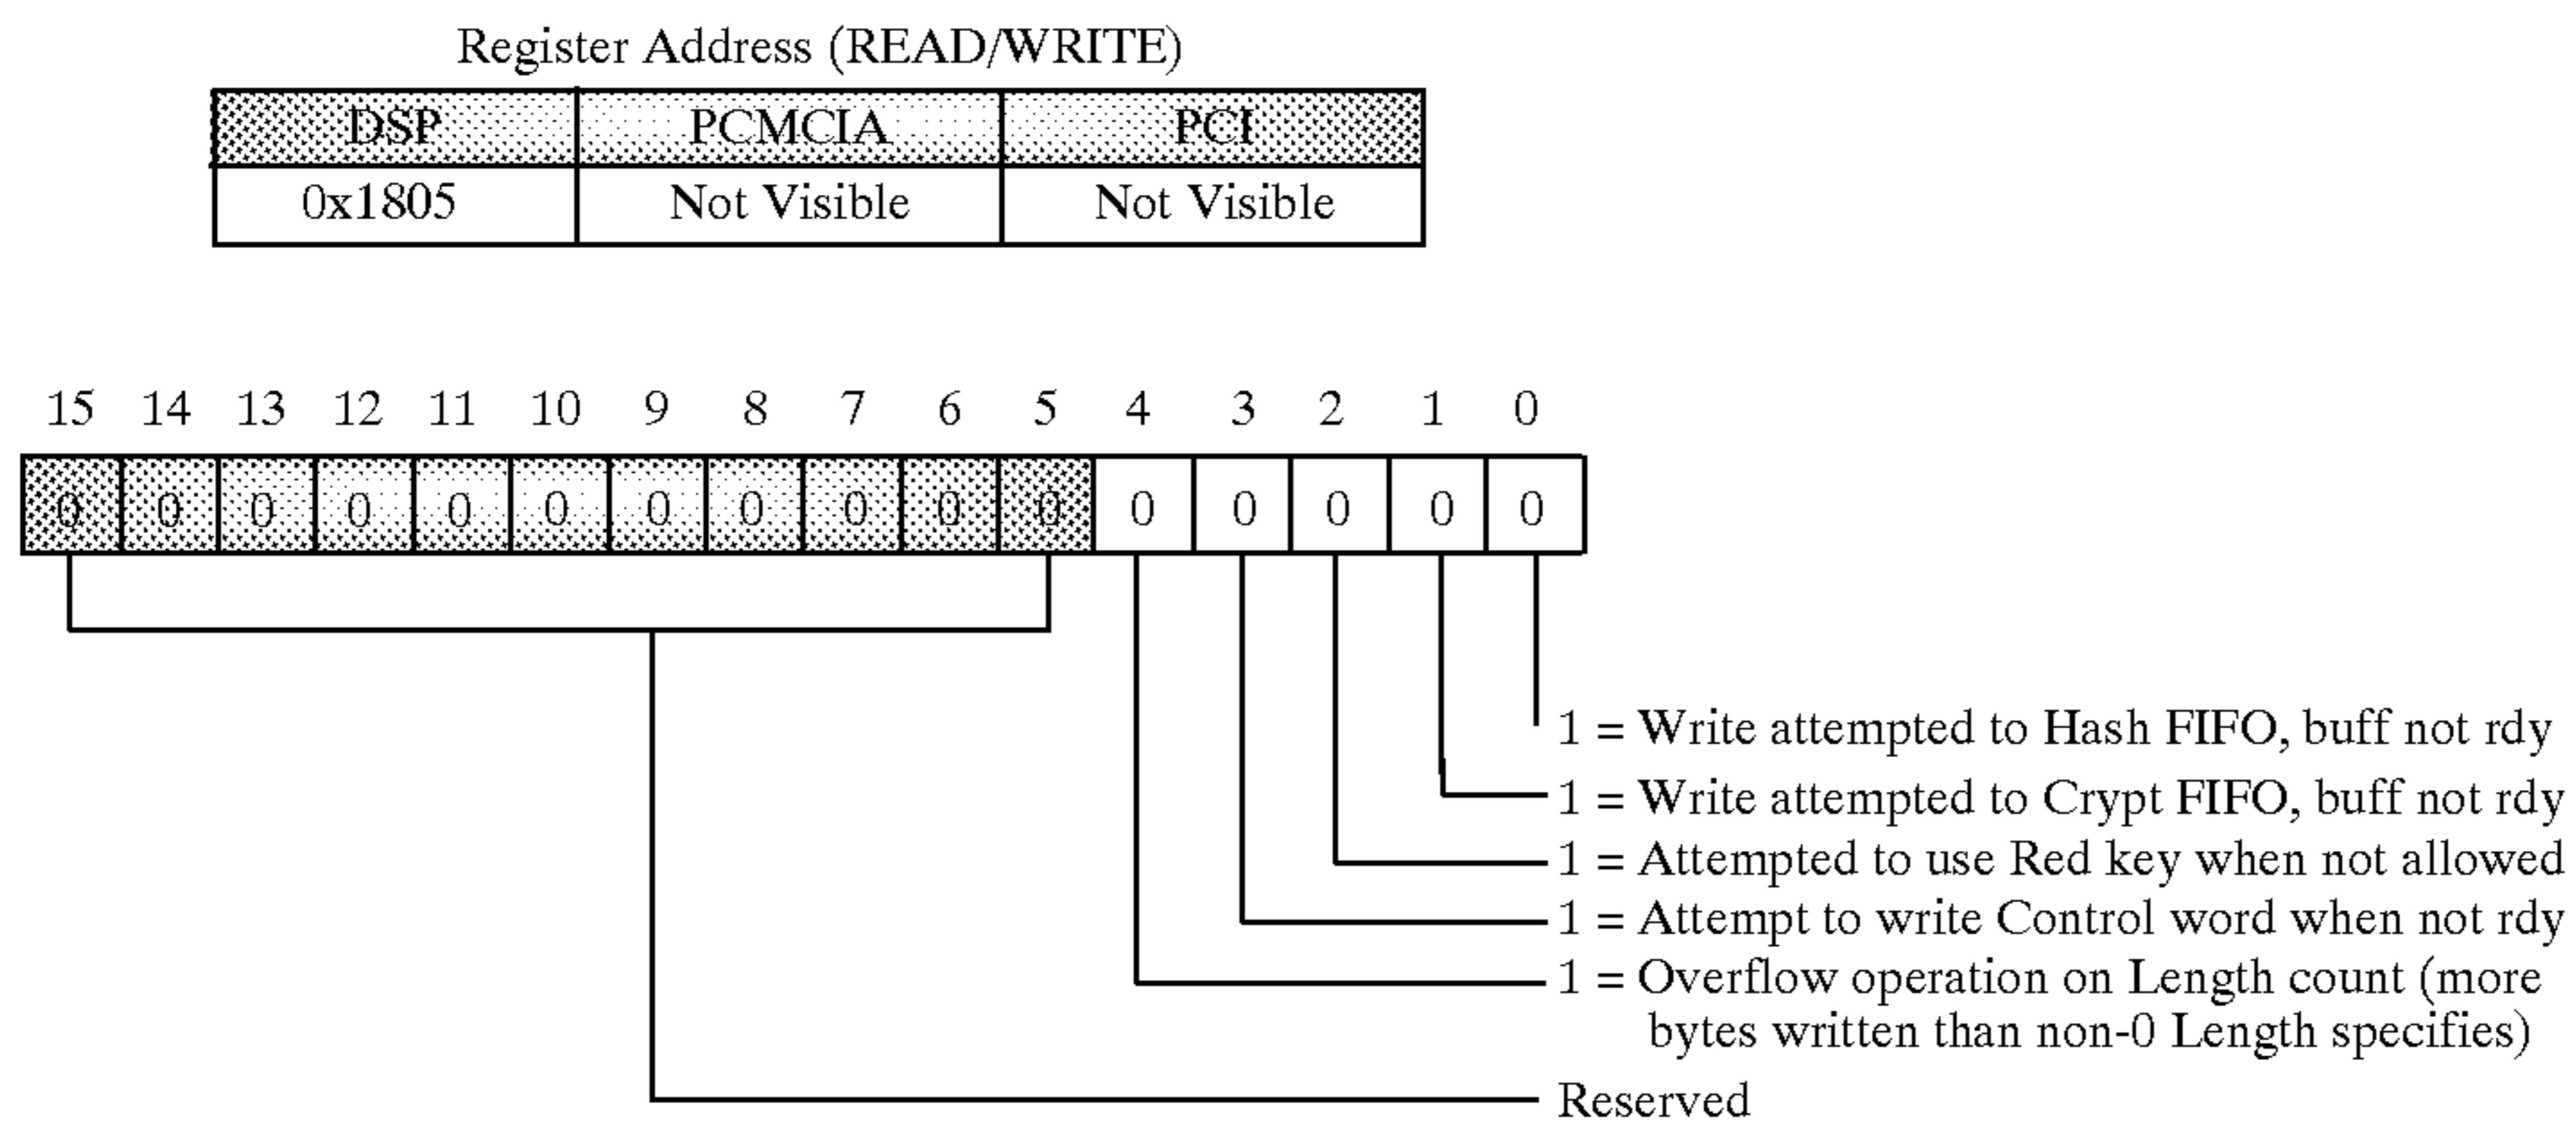 Register Address (READ/WRITE)
DSP PCMCIA PCI
0x1805 Not Visible Not Visible
15 14 13 12 11 10 9 8 7 6 5 4 3 2 1 0
0 0 0 0 0 0 0 0 0 0 0 0 0 0 0 0
1 = Write attempted to Hash FIFO, buff not rdy
1 = Write attempted to Crypt FIFO, buff not rdy
1 = Attempted to use Red key when not allowed
1 = Attempt to write Control word when not rdy
1 = Overflow operation on Length count (more
bytes written than non-0 Length specifies)
Reserved